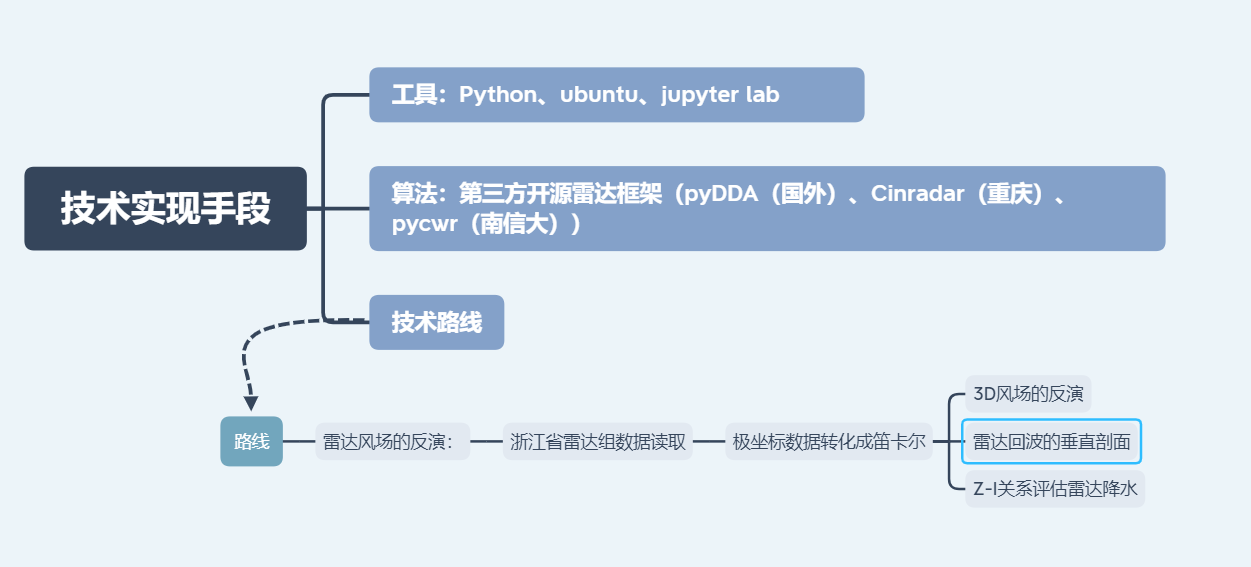 工具：Python、ubuntu、jupyter lab
技术实现手段
算法：第三方开源雷达框架（pyDDA（国外）、Cinradar（重庆）、
pycwr（南信大））
技术路线
路线
雷达风场的反演：
浙江省雷达组数据读取
极坐标数据转化成笛卡尔
3D风场的反演
雷达回波的垂直剖面
Z-I关系评估雷达降水